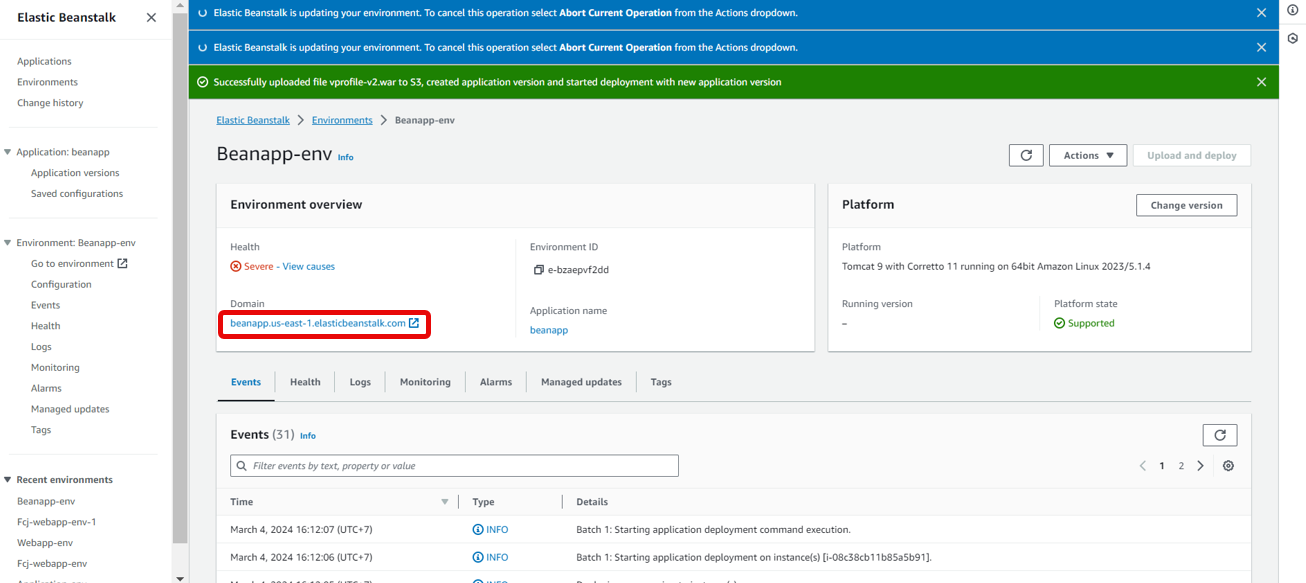 Elastic Beanstalk
Applications
Environments
Change history
Application: beanapp
Application versions
Saved configurations
Environment: Beanapp-env
Go to environment
Configuration
Events
Health
Logs
Monitoring
Alarms
Managed updates
Tags
Recent environments
Beanapp-env
Fcj-webapp-env-1
Webapp-env
Fcj-webapp-env
Elastic Beanstalk is updating your environment. To cancel this operation select Abort Current Operation from the Actions dropdown.
Elastic Beanstalk is updating your environment. To cancel this operation select Abort Current Operation from the Actions dropdown.
Successfully uploaded file vprofile-v2.war to S3, created application version and started deployment with new application version
Elastic Beanstalk > Environments > Beanapp-env
Beanapp-env Info
Actions
Upload and deploy
Environment overview
Health
Severe - View causes
Domain
beanapp.us-east-1.elasticbeanstalk.com
Environment ID
e-bzaepvf2dd
Application name
beanapp
Platform
Change version
Platform
Tomcat 9 with Corretto 11 running on 64bit Amazon Linux 2023/5.1.4
Running version
–
Platform state
Supported
Events Health Logs Monitoring Alarms Managed updates Tags
Events (31) Info
Filter events by text, property or value
1 2
Time Type Details
March 4, 2024 16:12:07 (UTC+7) INFO Batch 1: Starting application deployment command execution.
March 4, 2024 16:12:06 (UTC+7) INFO Batch 1: Starting application deployment on instance(s) [i-08c38cb11b85a5b91].